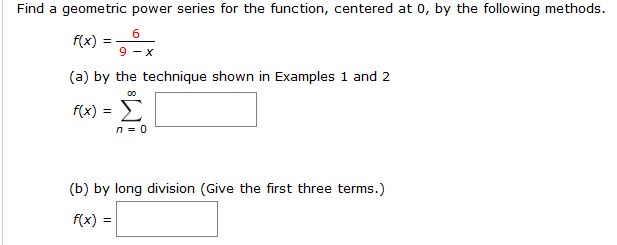 Find a geometric power series for the function, centered at 0, by the following methods.
f(x) = 6 / (9 − x)
(a) by the technique shown in Examples 1 and 2
f(x) = ∞ Σ n = 0
(b) by long division (Give the first three terms.)
f(x) =